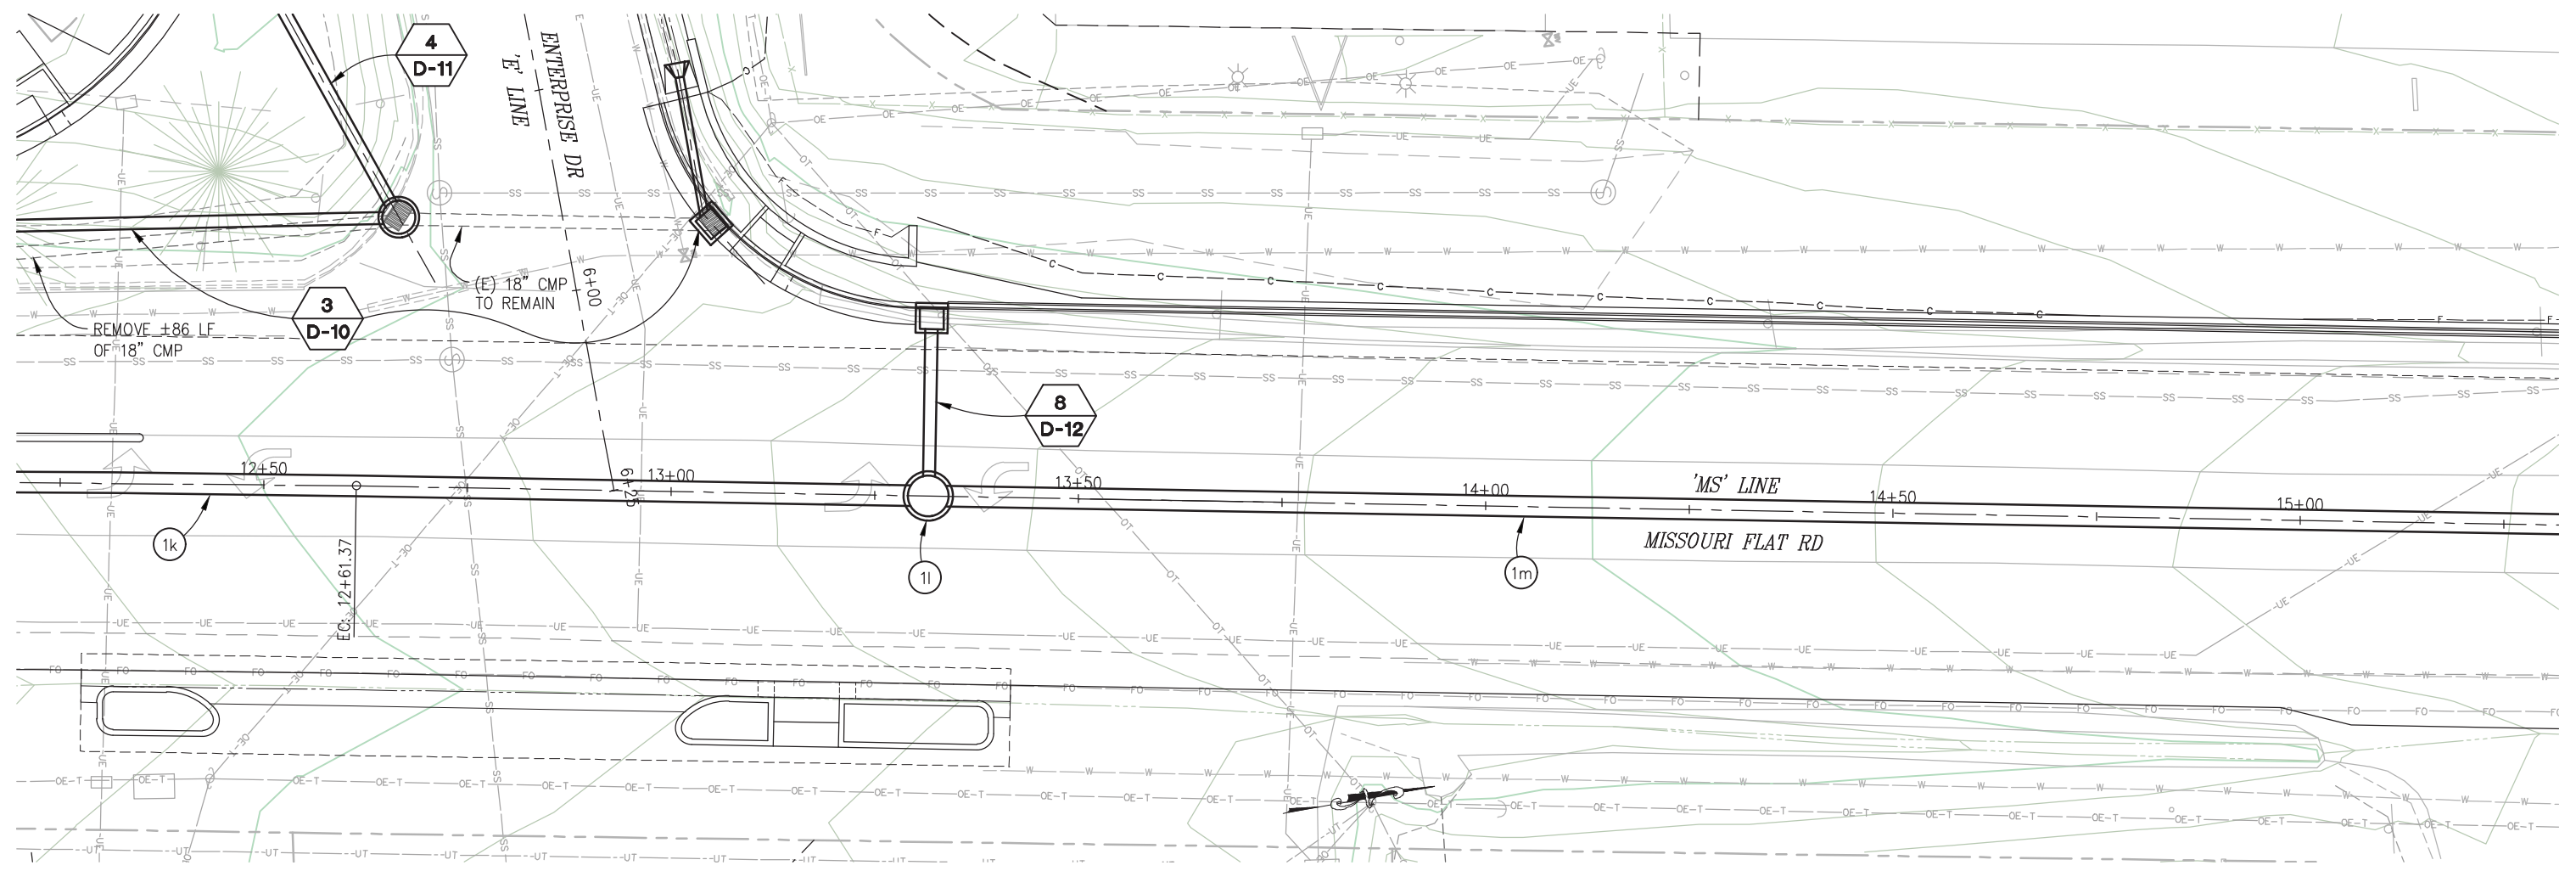 4
D-11
ENTERPRISE DR
'E' LINE
6+00
(E) 18" CMP
TO REMAIN
3
D-10
REMOVE ±86 LF
OF 18" CMP
8
D-12
12+50
6+25
13+00
13+50
14+00
'MS' LINE
14+50
15+00
MISSOURI FLAT RD
1k
1l
1m
EC: 12+61.37